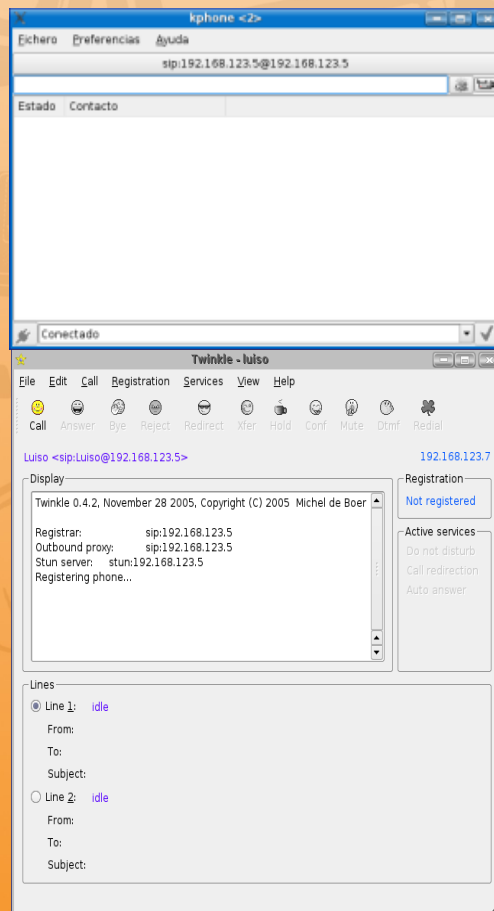 kphone <2>
Fichero Preferencias Ayuda
sip:192.168.123.5@192.168.123.5
Estado Contacto
Conectado
Twinkle - luiso
File Edit Call Registration Services View Help
Call Answer Bye Reject Redirect Xfer Hold Conf Mute Dtmf Redial
Luiso <sip:Luiso@192.168.123.5> 192.168.123.7
Display
Twinkle 0.4.2, November 28 2005, Copyright (C) 2005 Michel de Boer
Registrar: sip:192.168.123.5
Outbound proxy: sip:192.168.123.5
Stun server: stun:192.168.123.5
Registering phone...
Registration
Not registered
Active services
Do not disturb
Call redirection
Auto answer
Lines
Line 1: idle
From:
To:
Subject:
Line 2: idle
From:
To:
Subject: